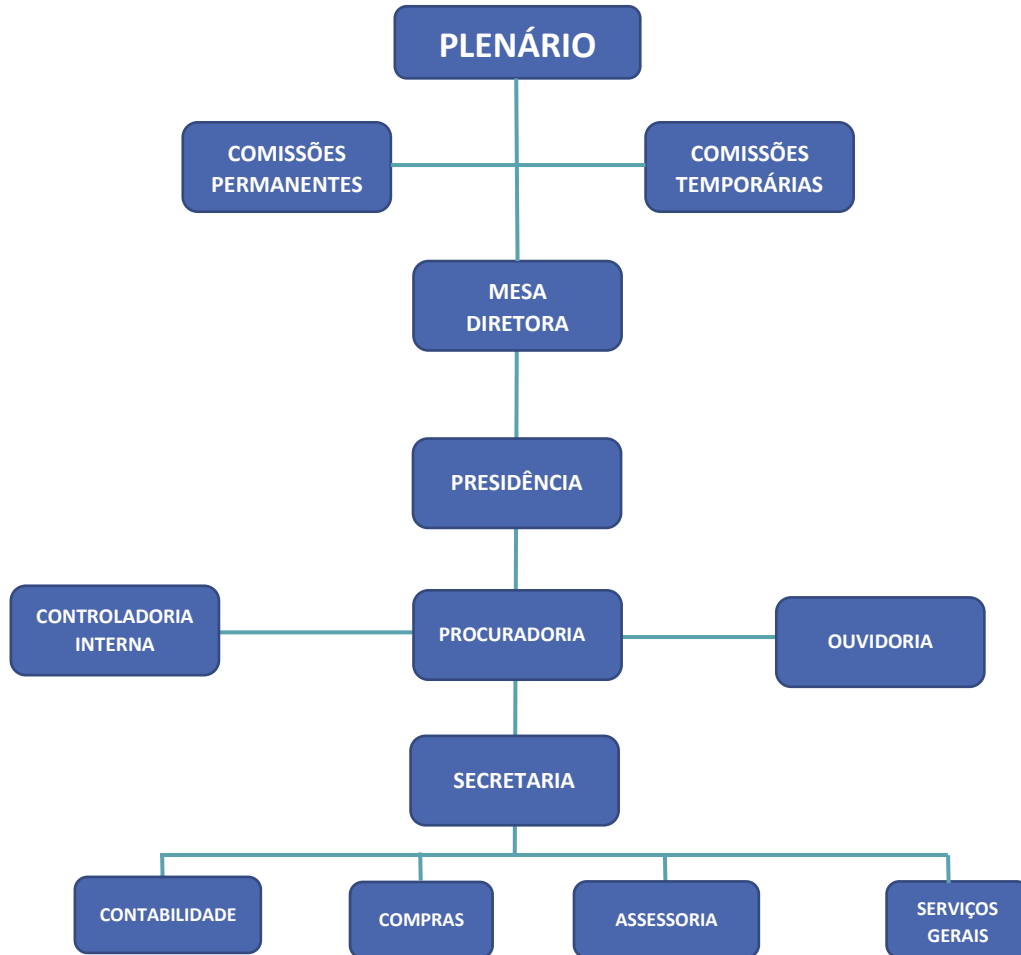 PLENÁRIO
COMISSÕES
PERMANENTES
COMISSÕES
TEMPORÁRIAS
MESA
DIRETORA
PRESIDÊNCIA
CONTROLADORIA
INTERNA
PROCURADORIA
OUVIDORIA
SECRETARIA
CONTABILIDADE
COMPRAS
ASSESSORIA
SERVIÇOS
GERAIS